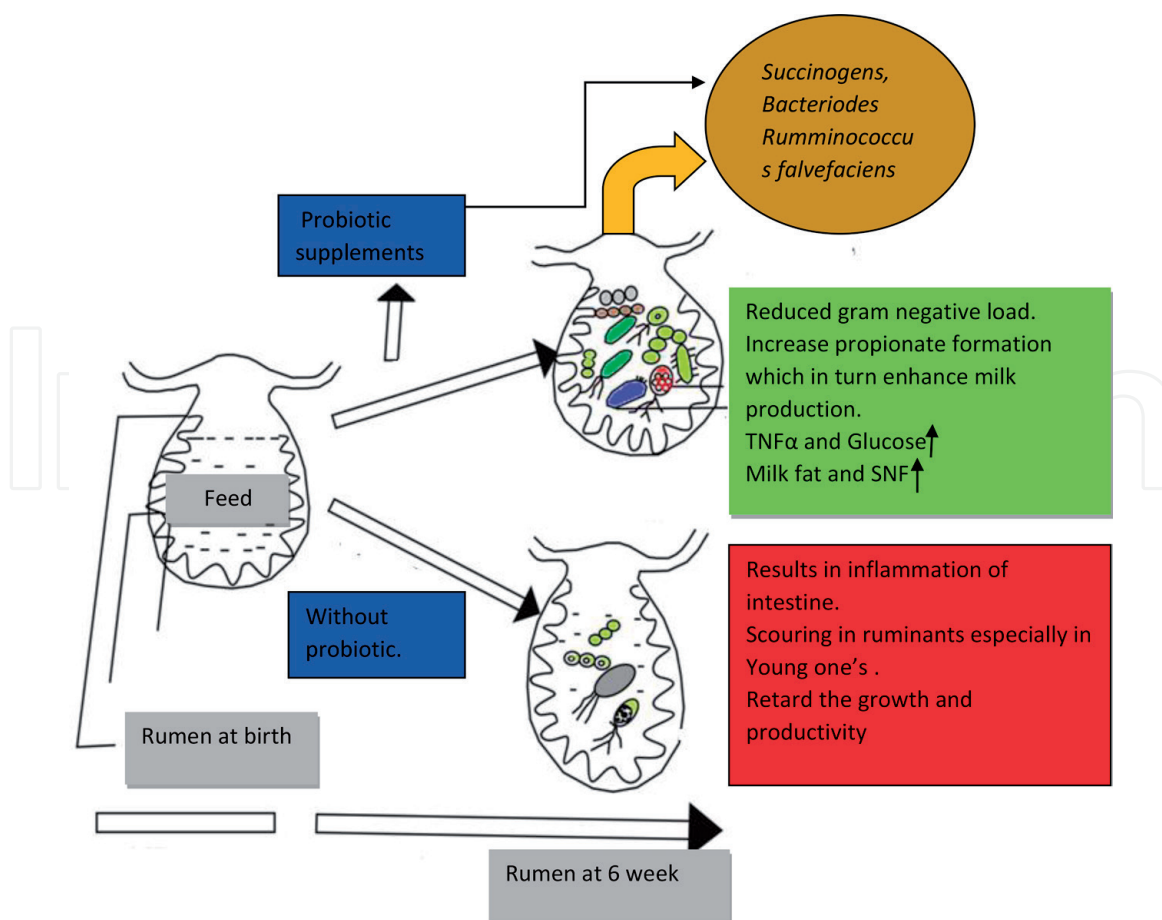 Succinogens,
Bacteriodes
Rumminococcu
s falvefaciens
Probiotic
supplements
Reduced gram negative load.
Increase propionate formation
which in turn enhance milk
production.
TNFα and Glucose
Milk fat and SNF
Feed
Without
probiotic.
Results in inflammation of
intestine.
Scouring in ruminants especially in
Young one's .
Retard the growth and
productivity
Rumen at birth
Rumen at 6 week